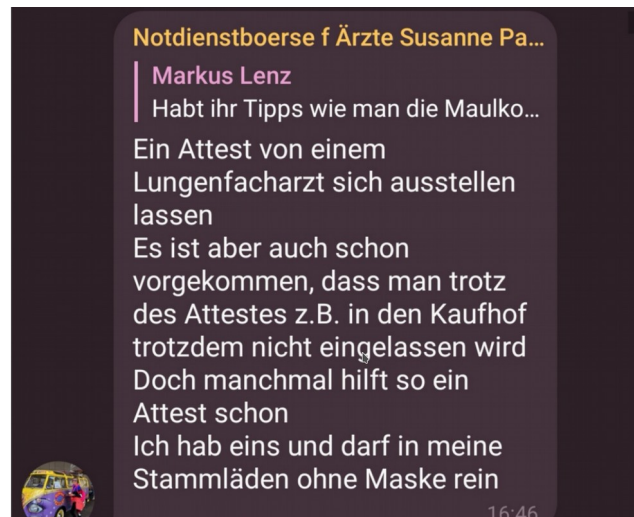 Notdienstboerse f Ärzte Susanne Pa...
Markus Lenz
Habt ihr Tipps wie man die Maulko...
Ein Attest von einem
Lungenfacharzt sich ausstellen
lassen
Es ist aber auch schon
vorgekommen, dass man trotz
des Attestes z.B. in den Kaufhof
trotzdem nicht eingelassen wird
Doch manchmal hilft so ein
Attest schon
Ich hab eins und darf in meine
Stammläden ohne Maske rein
16:46